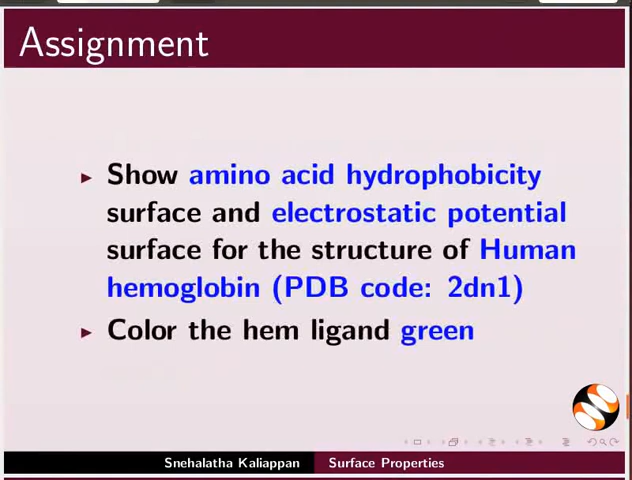 Assignment
Show amino acid hydrophobicity
surface and electrostatic potential
surface for the structure of Human
hemoglobin (PDB code: 2dn1)
Color the hem ligand green
Snehalatha Kaliappan Surface Properties